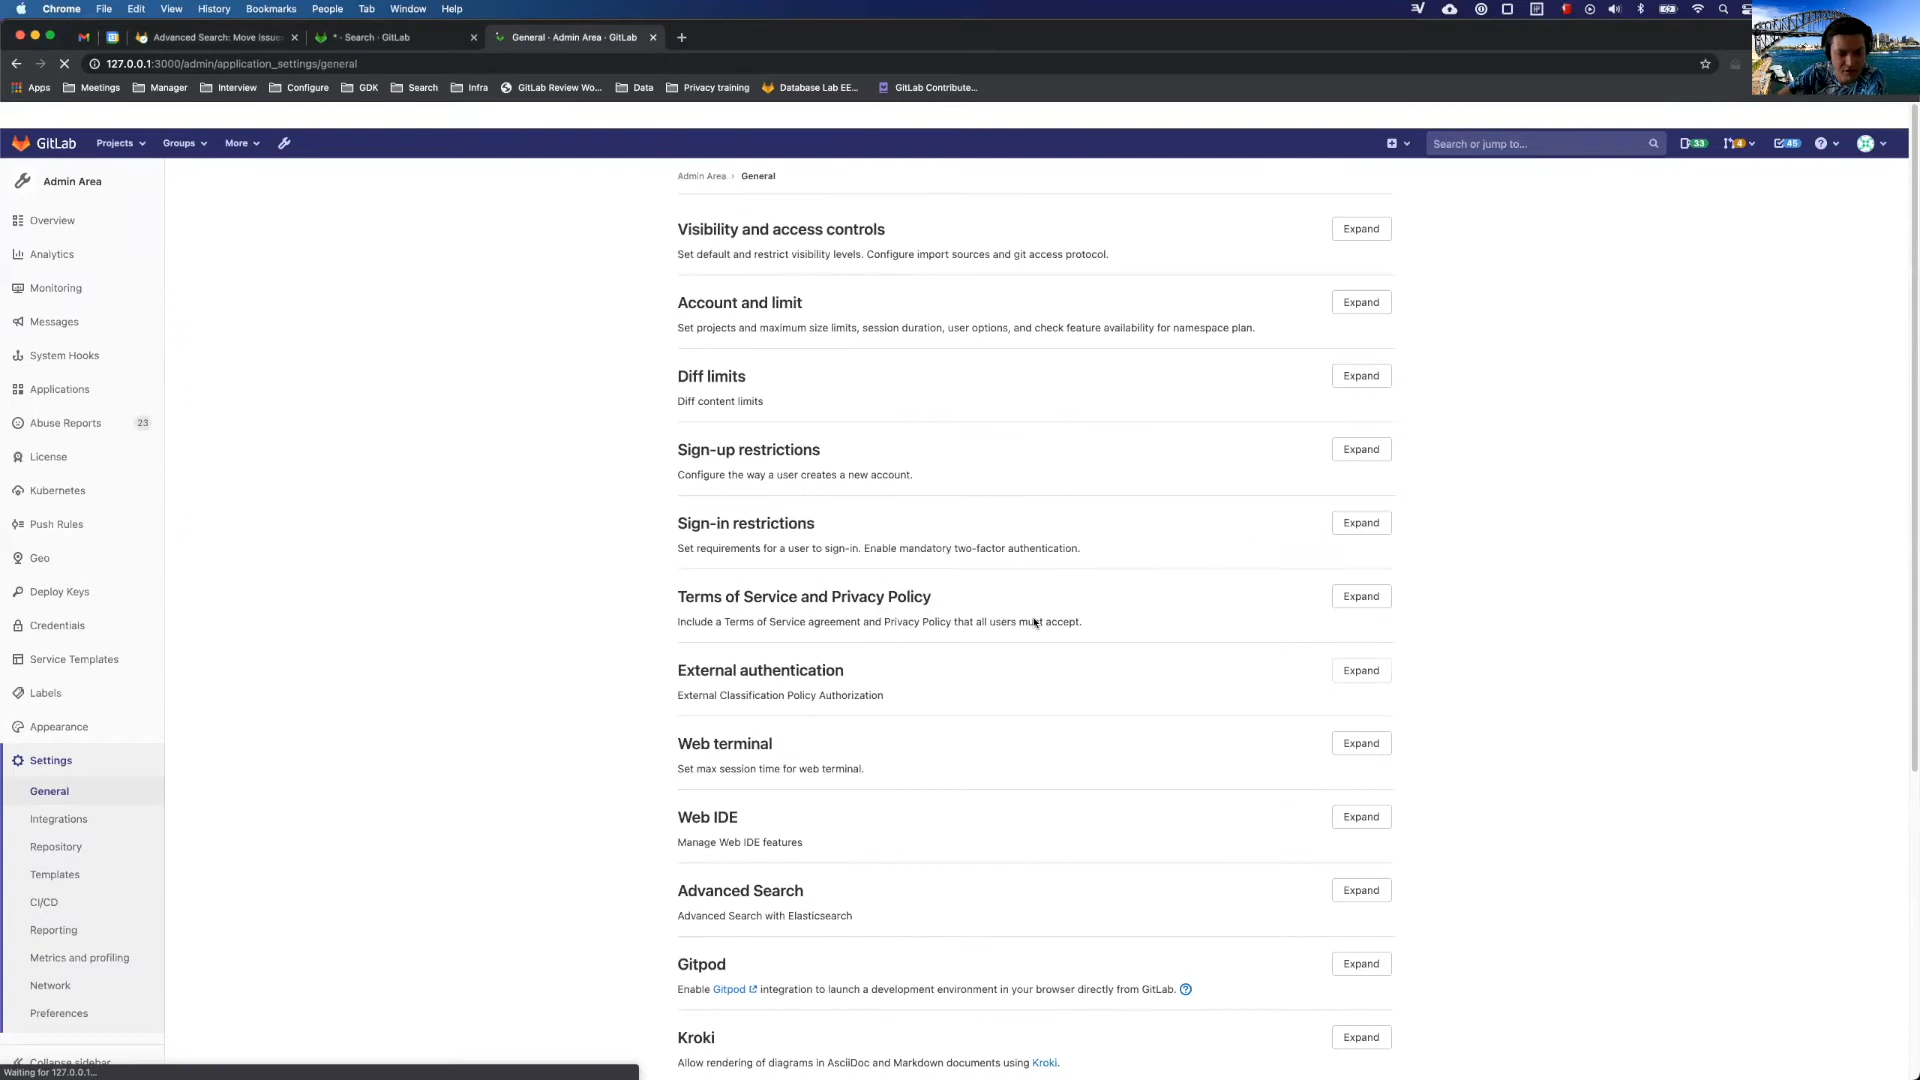 Chrome File Edit View History Bookmarks People Tab Window Help
Advanced Search: Move Issues
* · Search · GitLab
General · Admin Area · GitLab
127.0.0.1:3000/admin/application_settings/general
Apps Meetings Manager Interview Configure GDK Search Infra GitLab Review Wo... Data Privacy training Database Lab EE... GitLab Contribute...
GitLab Projects Groups More Search or jump to... 33 4 45
Admin Area
Overview
Analytics
Monitoring
Messages
System Hooks
Applications
Abuse Reports 23
License
Kubernetes
Push Rules
Geo
Deploy Keys
Credentials
Service Templates
Labels
Appearance
Settings
General
Integrations
Repository
Templates
CI/CD
Reporting
Metrics and profiling
Network
Preferences
Collapse sidebar
Waiting for 127.0.0.1...
Admin Area › General
Visibility and access controls Expand
Set default and restrict visibility levels. Configure import sources and git access protocol.
Account and limit Expand
Set projects and maximum size limits, session duration, user options, and check feature availability for namespace plan.
Diff limits Expand
Diff content limits
Sign-up restrictions Expand
Configure the way a user creates a new account.
Sign-in restrictions Expand
Set requirements for a user to sign-in. Enable mandatory two-factor authentication.
Terms of Service and Privacy Policy Expand
Include a Terms of Service agreement and Privacy Policy that all users must accept.
External authentication Expand
External Classification Policy Authorization
Web terminal Expand
Set max session time for web terminal.
Web IDE Expand
Manage Web IDE features
Advanced Search Expand
Advanced Search with Elasticsearch
Gitpod Expand
Enable Gitpod integration to launch a development environment in your browser directly from GitLab.
Kroki Expand
Allow rendering of diagrams in AsciiDoc and Markdown documents using Kroki.